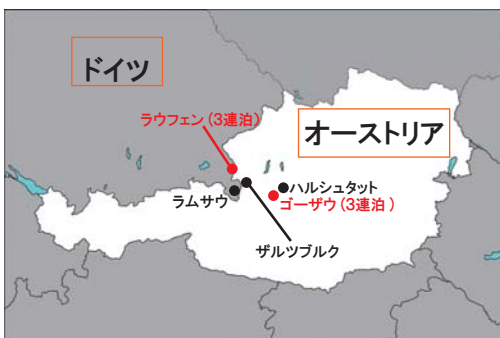 ドイツ
ラウフェン(3連泊)
オーストリア
ハルシュタット
ラムサウ
ゴーザウ(3連泊)
ザルツブルク